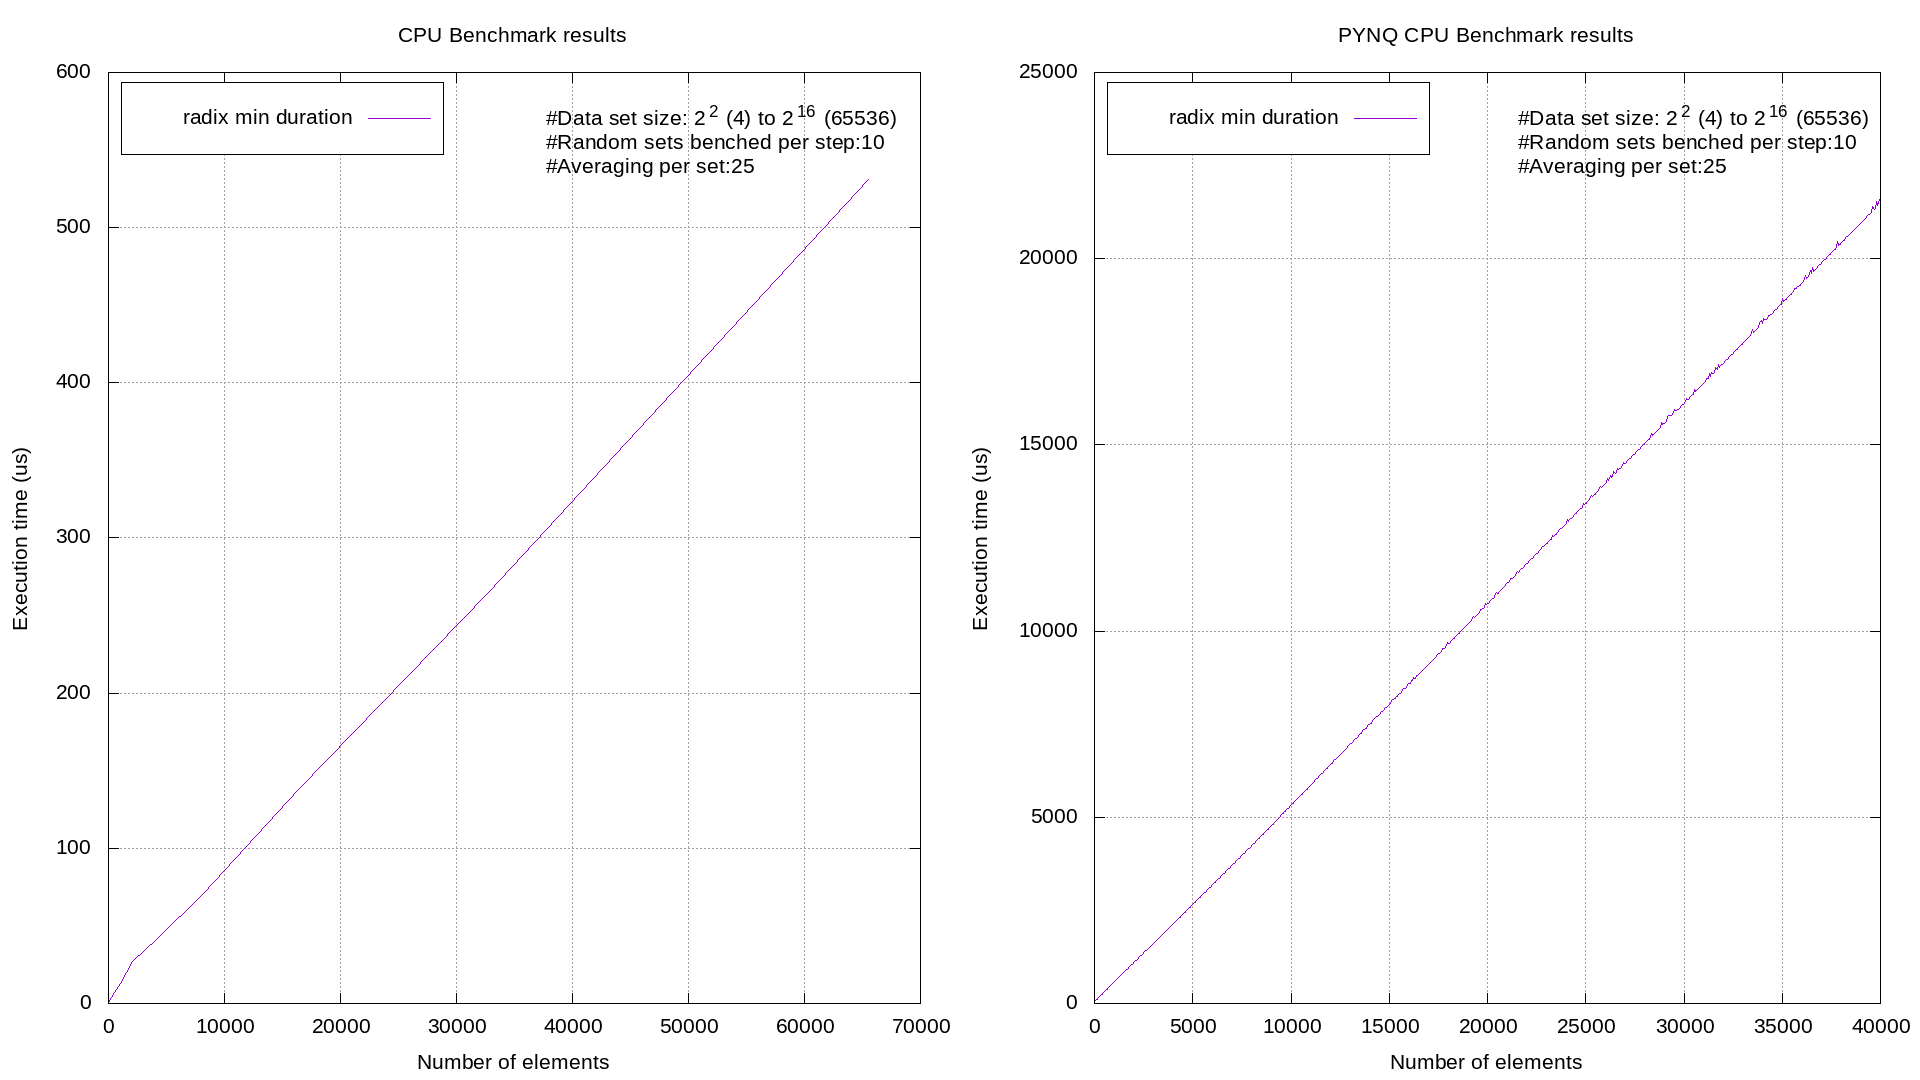 CPU Benchmark results
600
500
400
300
200
100
0
Execution time (us)
radix min duration
#Data set size: 2^2 (4) to 2^16 (65536)
#Random sets benched per step:10
#Averaging per set:25
0 10000 20000 30000 40000 50000 60000 70000
Number of elements
PYNQ CPU Benchmark results
25000
20000
15000
10000
5000
0
Execution time (us)
radix min duration
#Data set size: 2^2 (4) to 2^16 (65536)
#Random sets benched per step:10
#Averaging per set:25
0 5000 10000 15000 20000 25000 30000 35000 40000
Number of elements